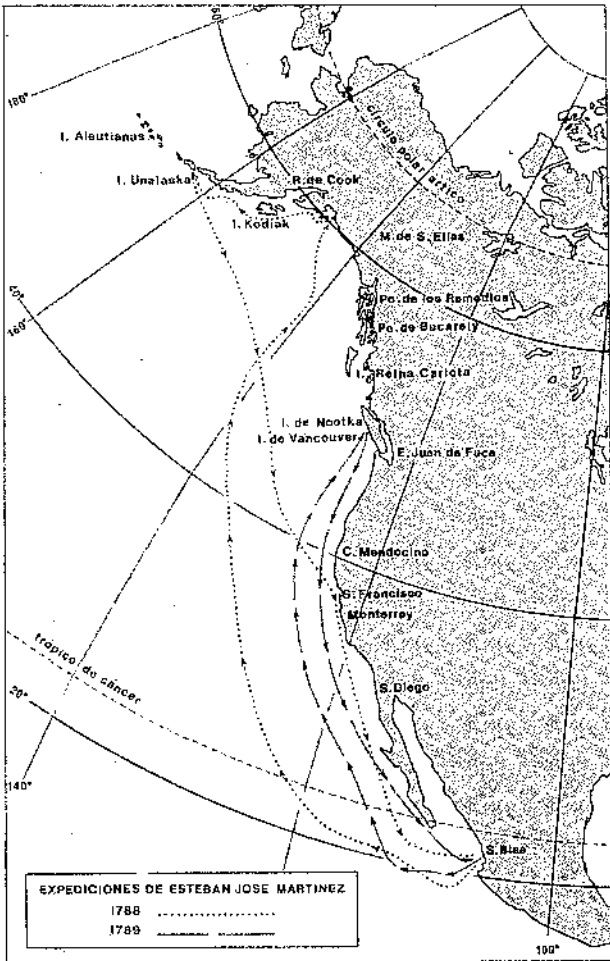 60°
180°
I. Aleutianas
I. Unalaska
R. de Cook
I. Kodiak
círculo polar ártico
M. de S. Elías
160°
Po. de los Remedios
Po. de Bucarely
I. Reina Carlota
I. de Nootka
I. de Vancouver
E. Juan de Fuca
C. Mendocino
S. Francisco
Monterrey
trópico de cáncer
S. Diego
20°
140°
S. Blas
EXPEDICIONES DE ESTEBAN JOSE MARTINEZ
1788
1789
100°